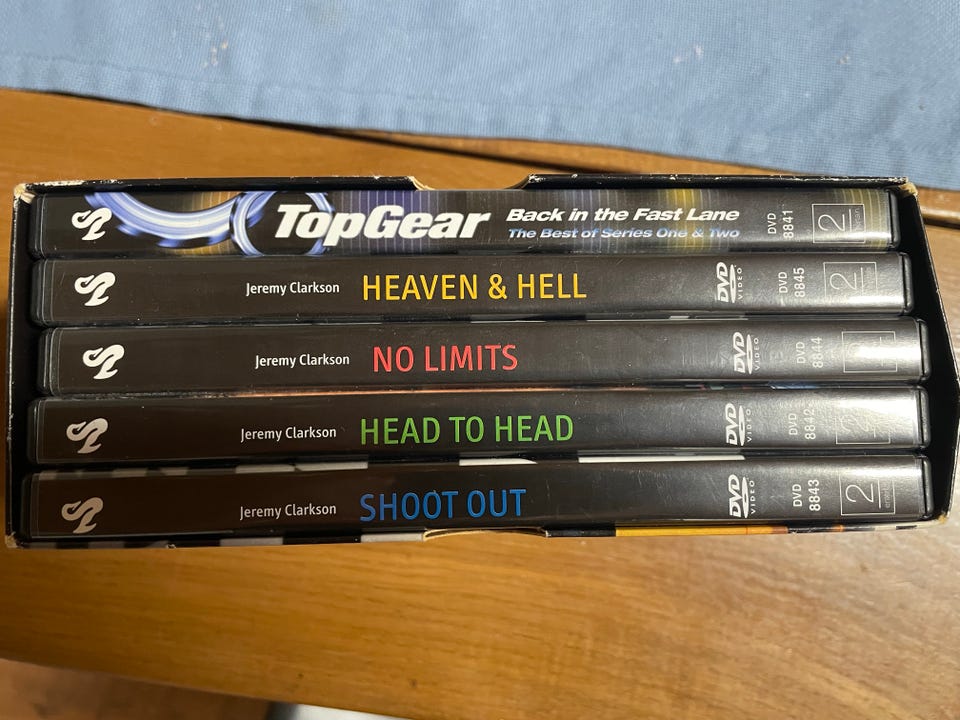 TopGear Back in the Fast Lane
The Best of Series One & Two
DVD
8841
2
Jeremy Clarkson HEAVEN & HELL
DVD
VIDEO
DVD
8845
2
Jeremy Clarkson NO LIMITS
DVD
VIDEO
DVD
8844
2
Jeremy Clarkson HEAD TO HEAD
DVD
VIDEO
DVD
8842
2
Jeremy Clarkson SHOOT OUT
DVD
VIDEO
DVD
8843
2